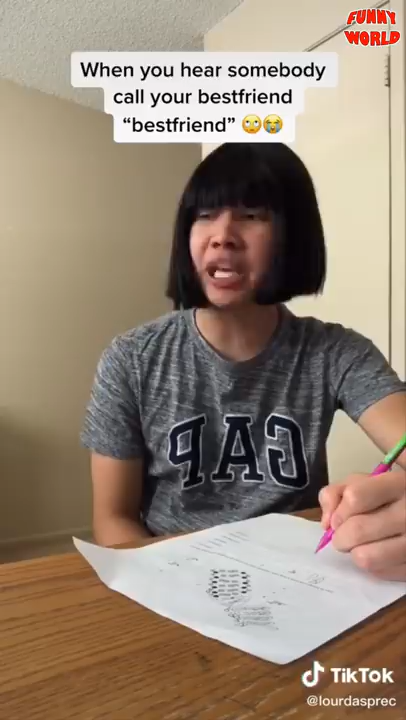 FUNNY
WORLD
When you hear somebody
call your bestfriend
“bestfriend” 🙄😭
GAP
TikTok
@lourdasprec